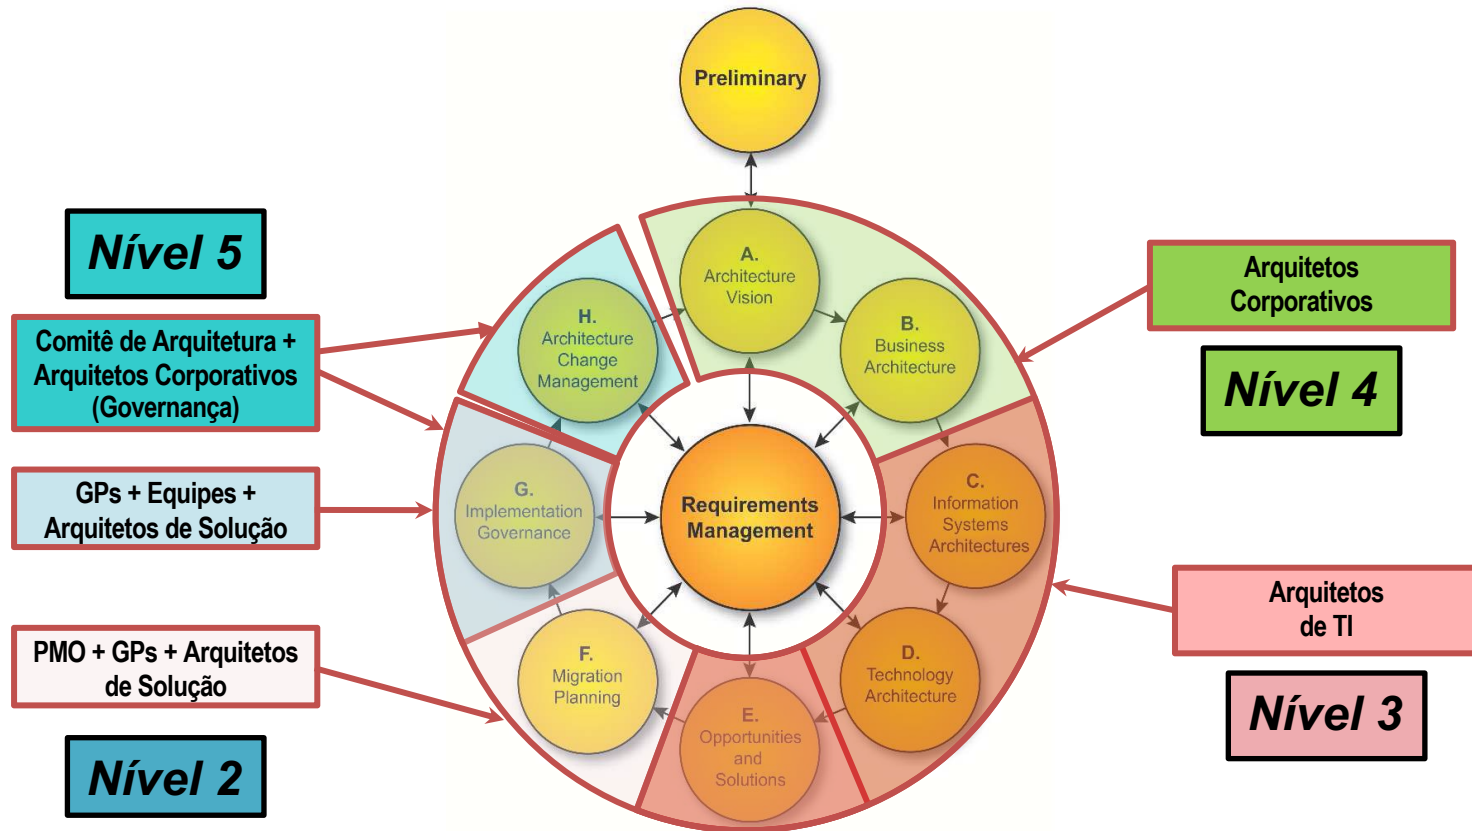 Preliminary
Nível 5
Comitê de Arquitetura +
Arquitetos Corporativos
(Governança)
GPs + Equipes +
Arquitetos de Solução
PMO + GPs + Arquitetos
de Solução
Nível 2
A.
Architecture
Vision
B.
Business
Architecture
C.
Information
Systems
Architectures
D.
Technology
Architecture
E.
Opportunities
and
Solutions
F.
Migration
Planning
G.
Implementation
Governance
H.
Architecture
Change
Management
Requirements
Management
Arquitetos
Corporativos
Nível 4
Arquitetos
de TI
Nível 3